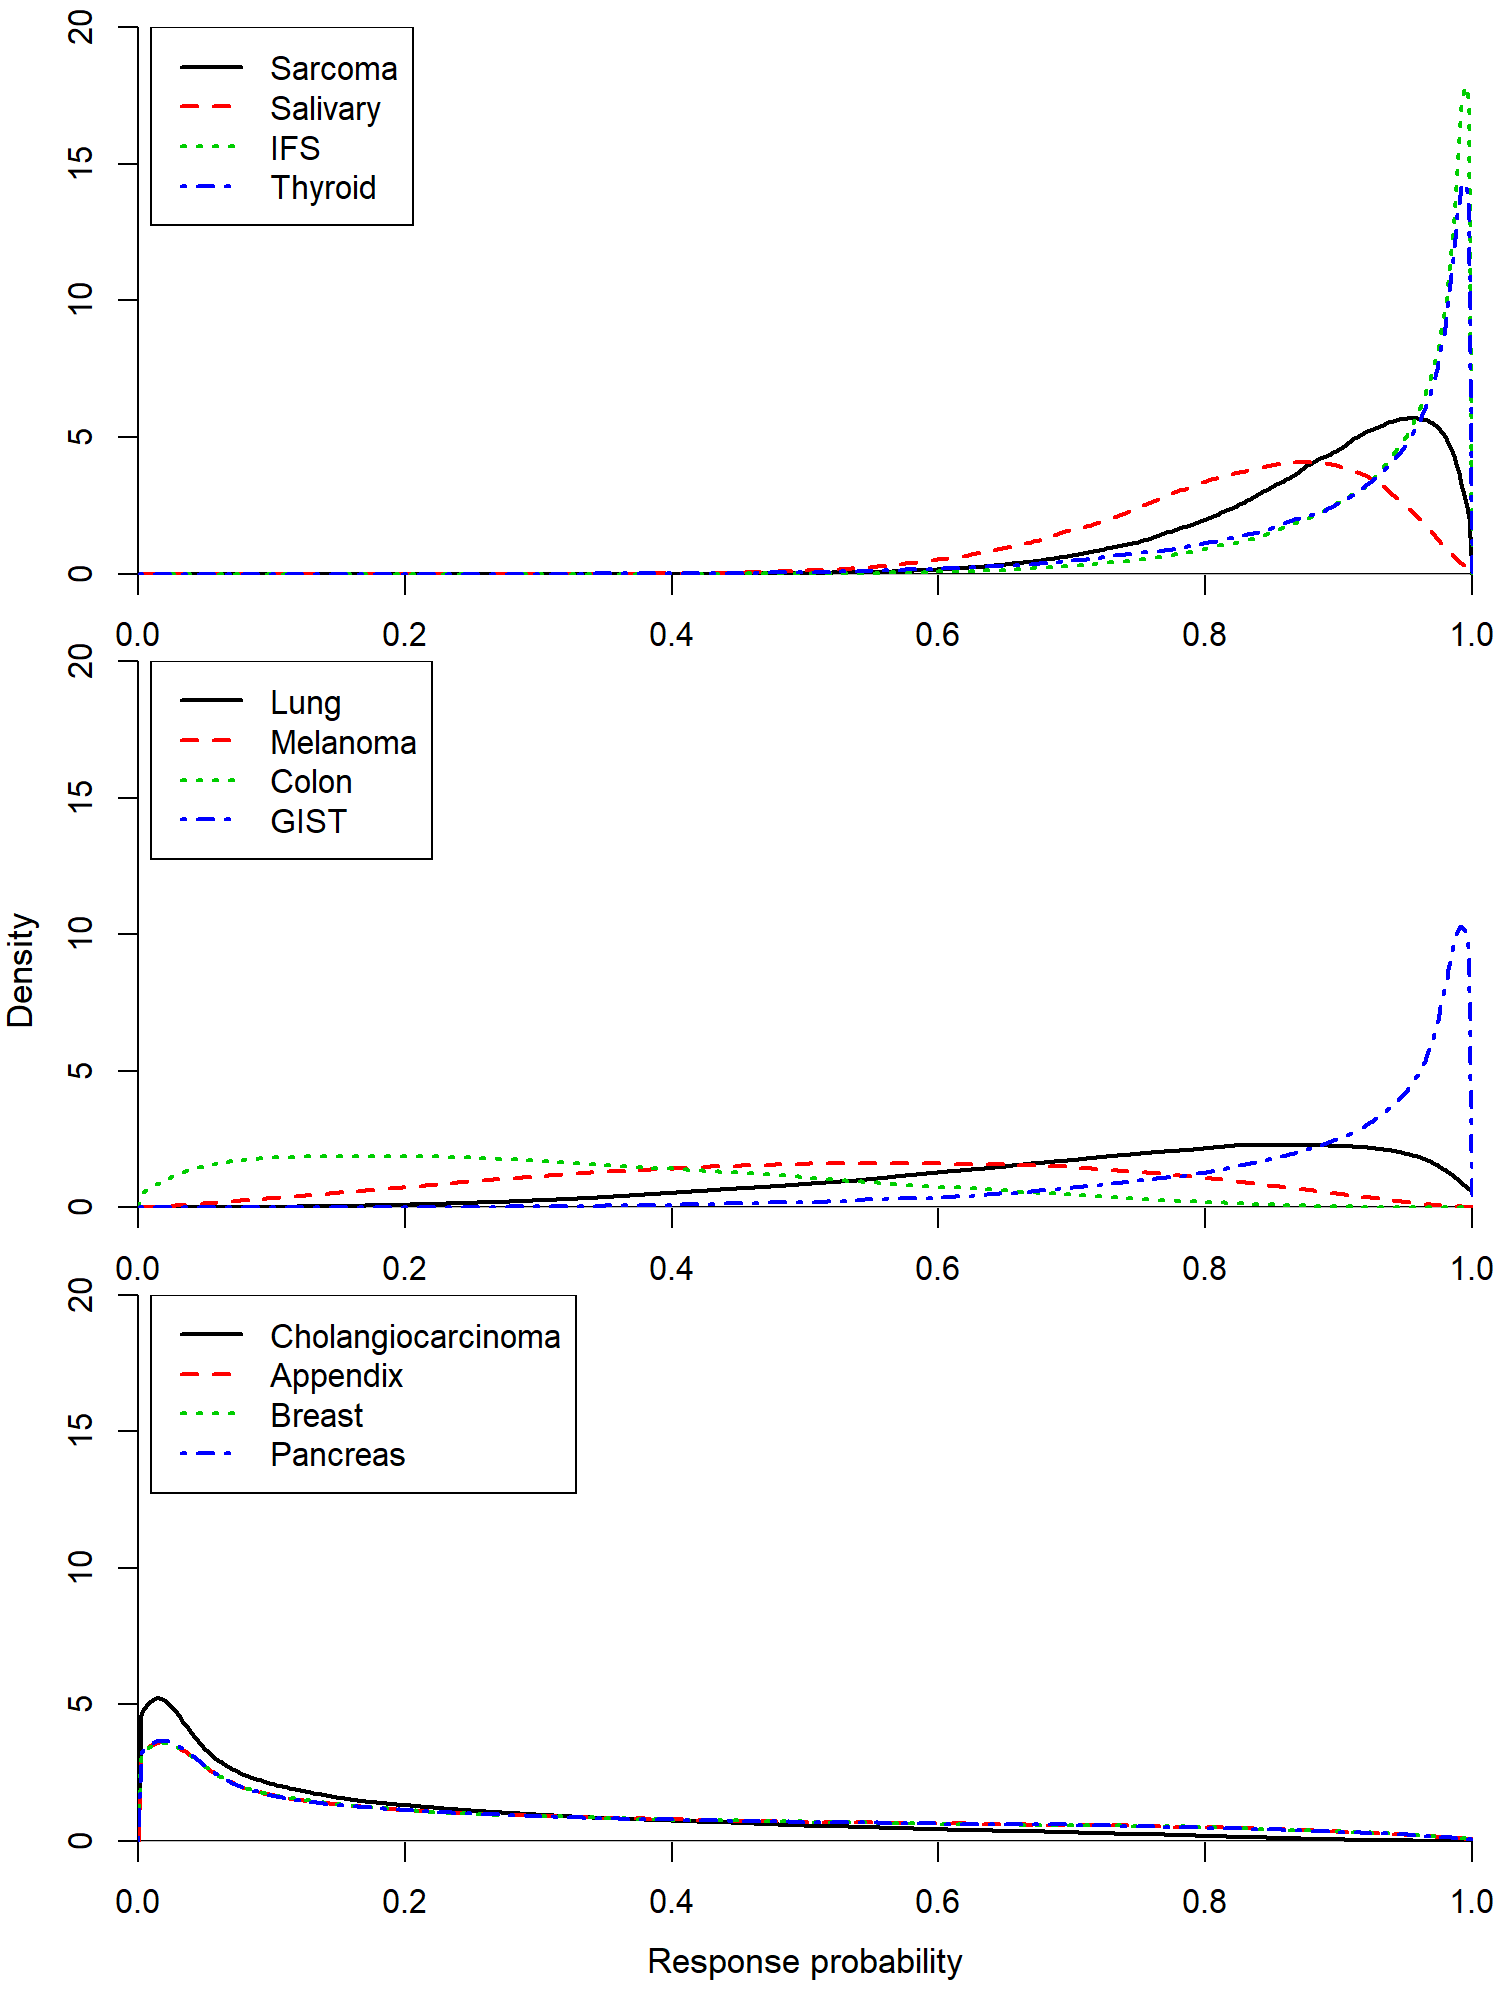 20
15
10
5
0
Sarcoma
Salivary
IFS
Thyroid
0.0 0.2 0.4 0.6 0.8 1.0
20
15
10
5
0
Lung
Melanoma
Colon
GIST
Density
0.0 0.2 0.4 0.6 0.8 1.0
20
15
10
5
0
Cholangiocarcinoma
Appendix
Breast
Pancreas
0.0 0.2 0.4 0.6 0.8 1.0
Response probability